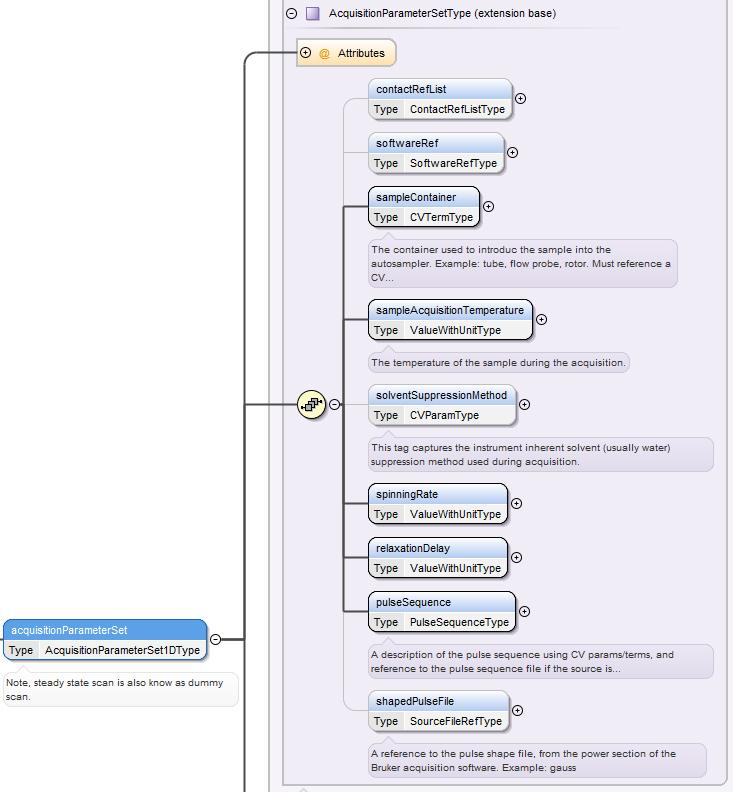 AcquisitionParameterSetType (extension base)
@ Attributes
contactRefList
Type ContactRefListType
softwareRef
Type SoftwareRefType
sampleContainer
Type CVTermType
The container used to introduc the sample into the
autosampler. Example: tube, flow probe, rotor. Must reference a
CV...
sampleAcquisitionTemperature
Type ValueWithUnitType
The temperature of the sample during the acquisition.
solventSuppressionMethod
Type CVParamType
This tag captures the instrument inherent solvent (usually water)
suppression method used during acquisition.
spinningRate
Type ValueWithUnitType
relaxationDelay
Type ValueWithUnitType
pulseSequence
Type PulseSequenceType
A description of the pulse sequence using CV params/terms, and
reference to the pulse sequence file if the source is...
shapedPulseFile
Type SourceFileRefType
A reference to the pulse shape file, from the power section of the
Bruker acquisition software. Example: gauss
acquisitionParameterSet
Type AcquisitionParameterSet1DType
Note, steady state scan is also know as dummy
scan.